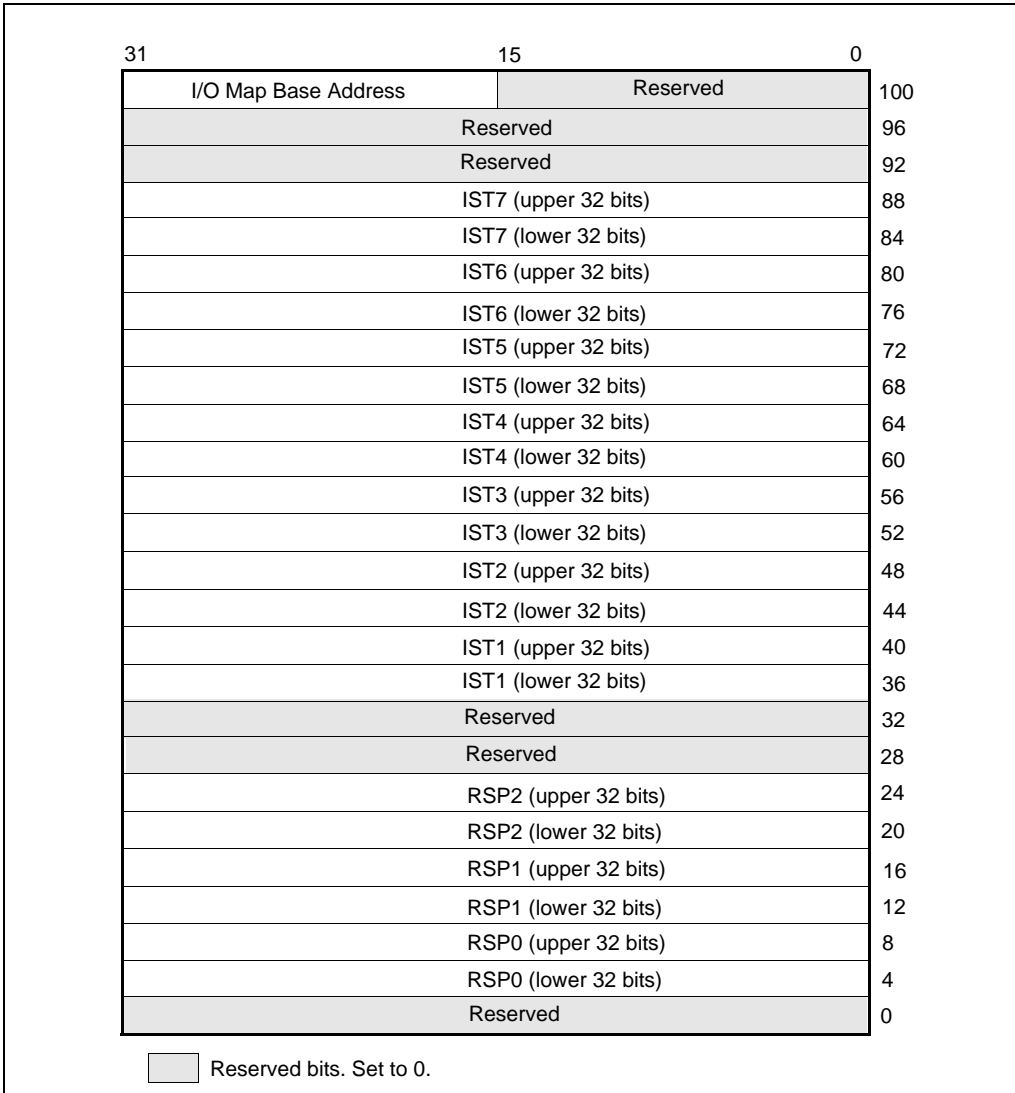 31 15 0
I/O Map Base Address Reserved 100
Reserved 96
Reserved 92
IST7 (upper 32 bits) 88
IST7 (lower 32 bits) 84
IST6 (upper 32 bits) 80
IST6 (lower 32 bits) 76
IST5 (upper 32 bits) 72
IST5 (lower 32 bits) 68
IST4 (upper 32 bits) 64
IST4 (lower 32 bits) 60
IST3 (upper 32 bits) 56
IST3 (lower 32 bits) 52
IST2 (upper 32 bits) 48
IST2 (lower 32 bits) 44
IST1 (upper 32 bits) 40
IST1 (lower 32 bits) 36
Reserved 32
Reserved 28
RSP2 (upper 32 bits) 24
RSP2 (lower 32 bits) 20
RSP1 (upper 32 bits) 16
RSP1 (lower 32 bits) 12
RSP0 (upper 32 bits) 8
RSP0 (lower 32 bits) 4
Reserved 0
Reserved bits. Set to 0.